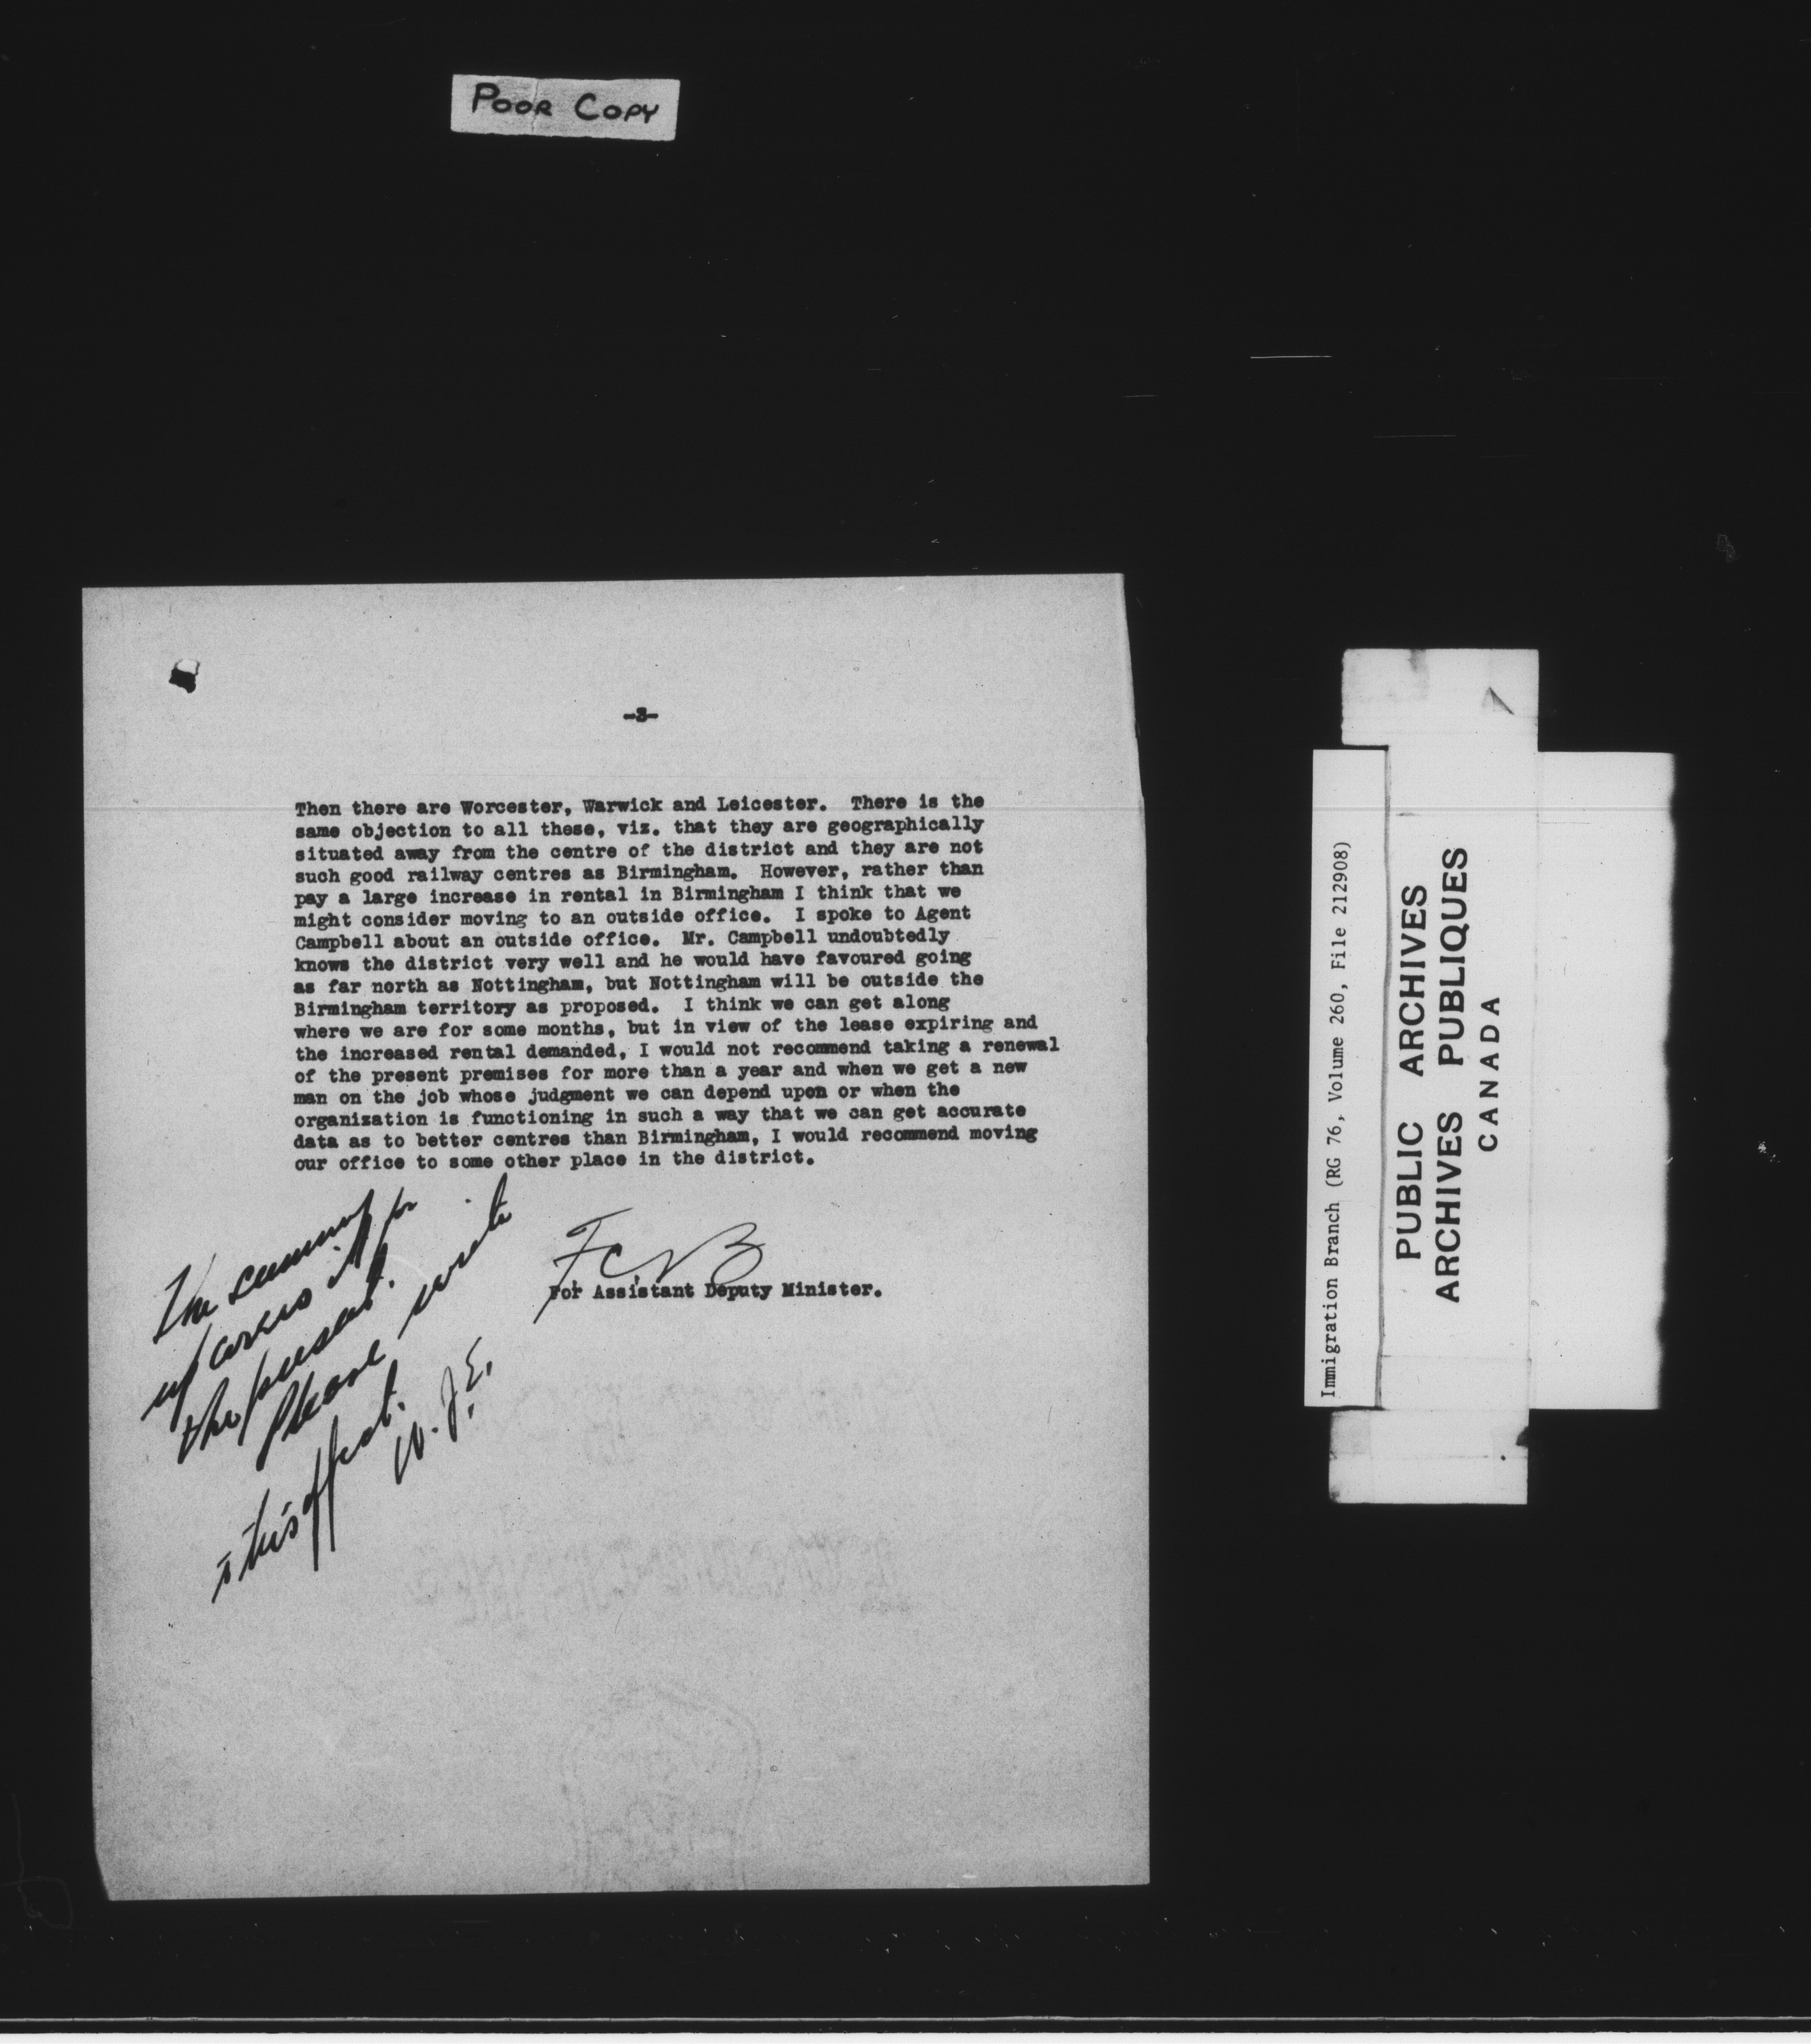 POOR COPY
-3-
Then there are Worcester, Warwick and Leicester. There is the
same objection to all these, viz. that they are geographically
situated away from the centre of the district and they are not
such good railway centres as Birmingham. However, rather than
pay a large increase in rental in Birmingham I think that we
might consider moving to an outside office. I spoke to Agent
Campbell about an outside office. Mr. Campbell undoubtedly
knows the district very well and he would have favoured going
as far north as Nottingham, but Nottingham will be outside the
Birmingham territory as proposed. I think we can get along
where we are for some months, but in view of the lease expiring and
the increased rental demanded, I would not recommend taking a renewal
of the present premises for more than a year and when we get a new
man on the job whose judgment we can depend upon or when the
organization is functioning in such a way that we can get accurate
data as to better centres than Birmingham, I would recommend moving
our office to some other place in the district.
FCB
For Assistant Deputy Minister.
The summing
up covers it for
the present.
Please write
to this effect.
W.J.E.
Immigration Branch (RG 76, Volume 260, File 212908)
PUBLIC ARCHIVES
ARCHIVES PUBLIQUES
CANADA